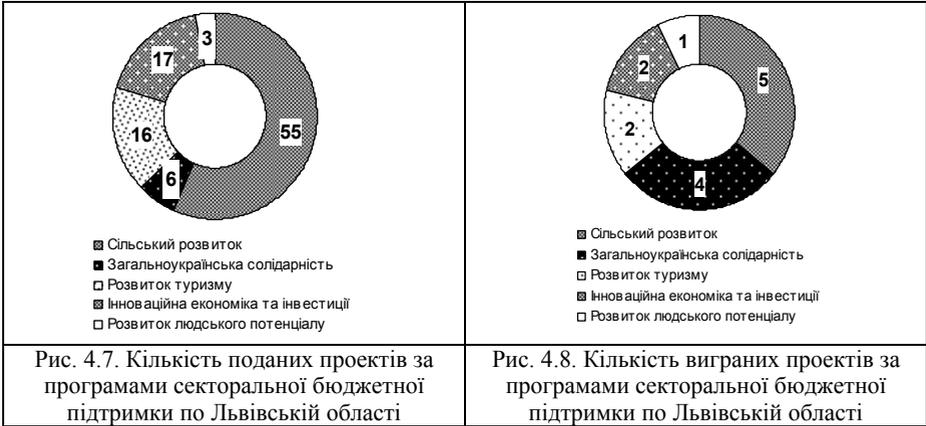 3
17
55
16
6
Сільський розвиток
Загальноукраїнська солідарність
Розвиток туризму
Інноваційна економіка та інвестиції
Розвиток людського потенціалу
1
5
2
2
4
Сільський розвиток
Загальноукраїнська солідарність
Розвиток туризму
Інноваційна економіка та інвестиції
Розвиток людського потенціалу
Рис. 4.7. Кількість поданих проектів за
програмами секторальної бюджетної
підтримки по Львівській області
Рис. 4.8. Кількість виграних проектів за
програмами секторальної бюджетної
підтримки по Львівській області